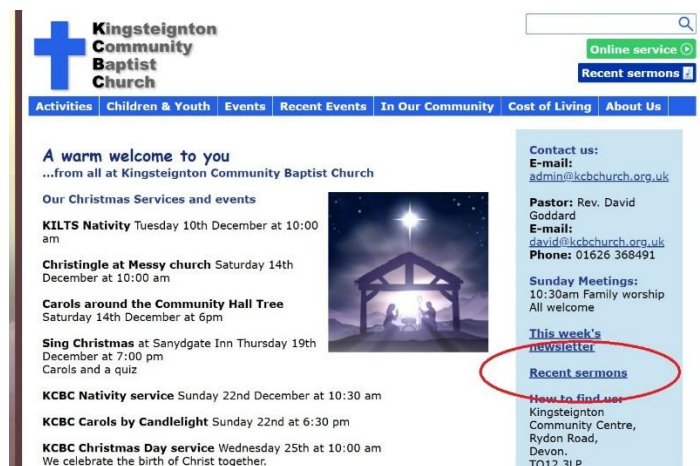 Kingsteignton
Community
Baptist
Church
Online service
Recent sermons
Activities Children & Youth Events Recent Events In Our Community Cost of Living About Us
A warm welcome to you
...from all at Kingsteignton Community Baptist Church
Our Christmas Services and events
KILTS Nativity Tuesday 10th December at 10:00
am
Christingle at Messy church Saturday 14th
December at 10:00 am
Carols around the Community Hall Tree
Saturday 14th December at 6pm
Sing Christmas at Sanydgate Inn Thursday 19th
December at 7:00 pm
Carols and a quiz
KCBC Nativity service Sunday 22nd December at 10:30 am
KCBC Carols by Candlelight Sunday 22nd at 6:30 pm
KCBC Christmas Day service Wednesday 25th at 10:00 am
We celebrate the birth of Christ together.
Contact us:
E-mail:
admin@kcbchurch.org.uk
Pastor: Rev. David
Goddard
E-mail:
david@kcbchurch.org.uk
Phone: 01626 368491
Sunday Meetings:
10:30am Family worship
All welcome
This week's
newsletter
Recent sermons
How to find us:
Kingsteignton
Community Centre,
Rydon Road,
Devon.
TQ12 3LP